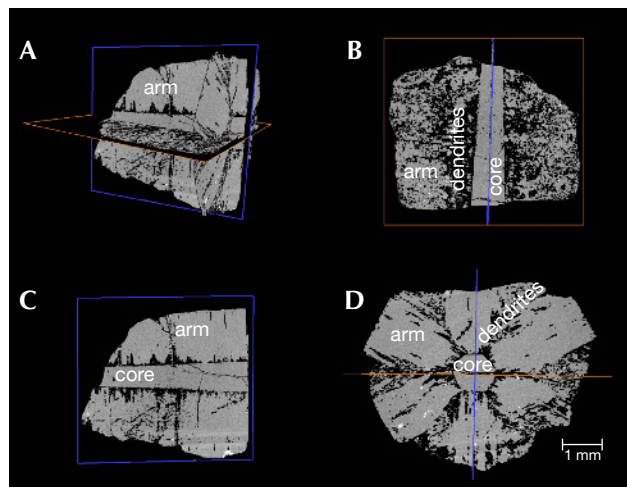 A
arm
B
arm
dendrites
core
C
arm
core
D
arm
dendrites
core
1 mm